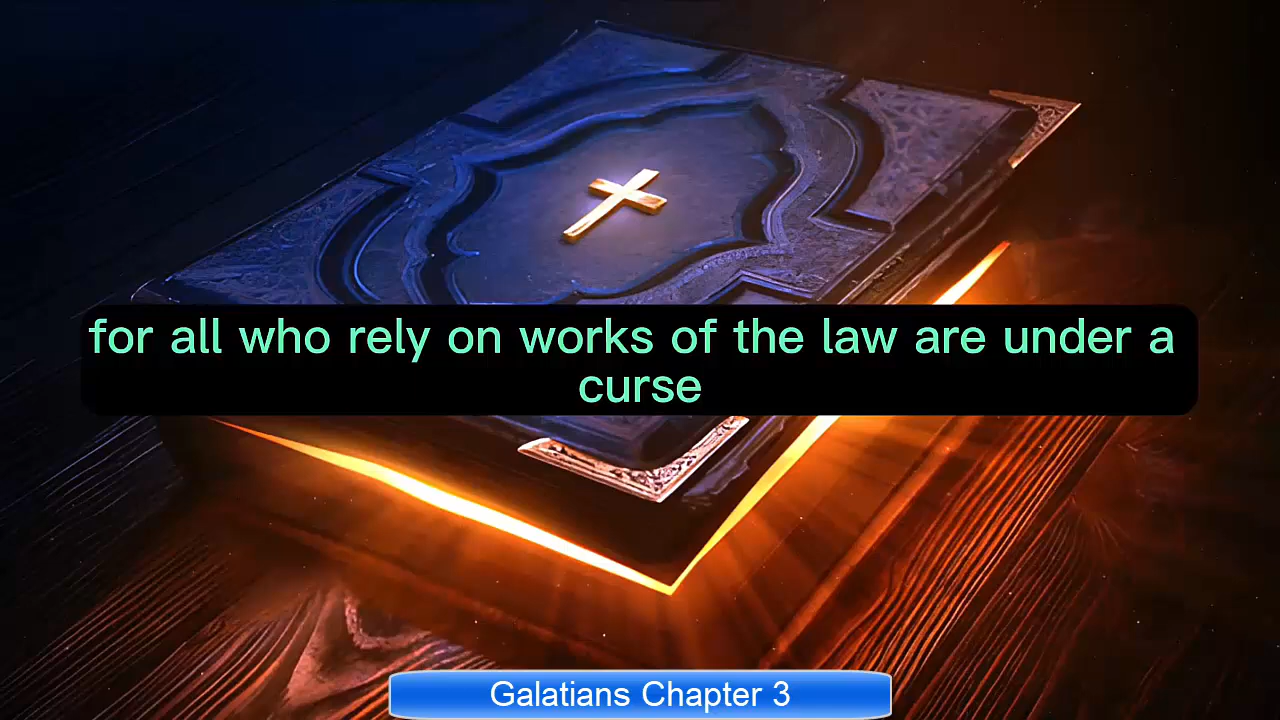 for all who rely on works of the law are under a
curse
Galatians Chapter 3